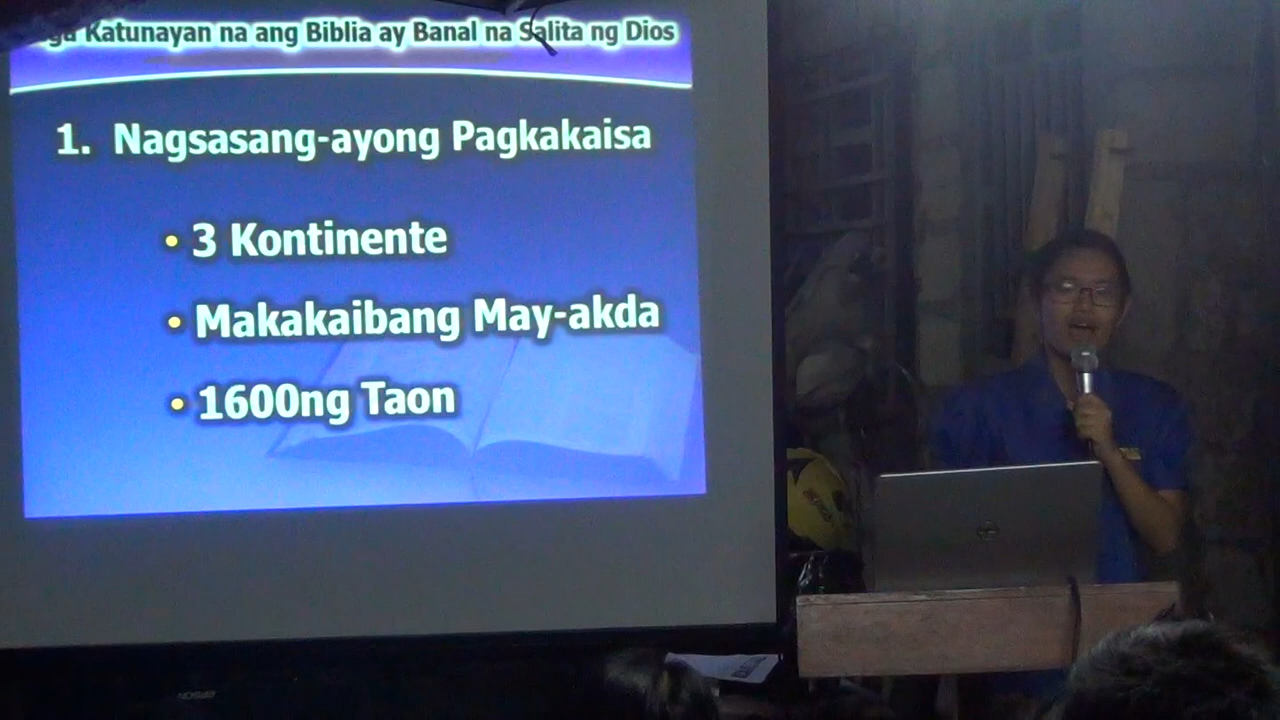 Katunayan na ang Biblia ay Banal na Salita ng Dios
1. Nagsasang-ayong Pagkakaisa
• 3 Kontinente
• Makakaibang May-akda
• 1600ng Taon